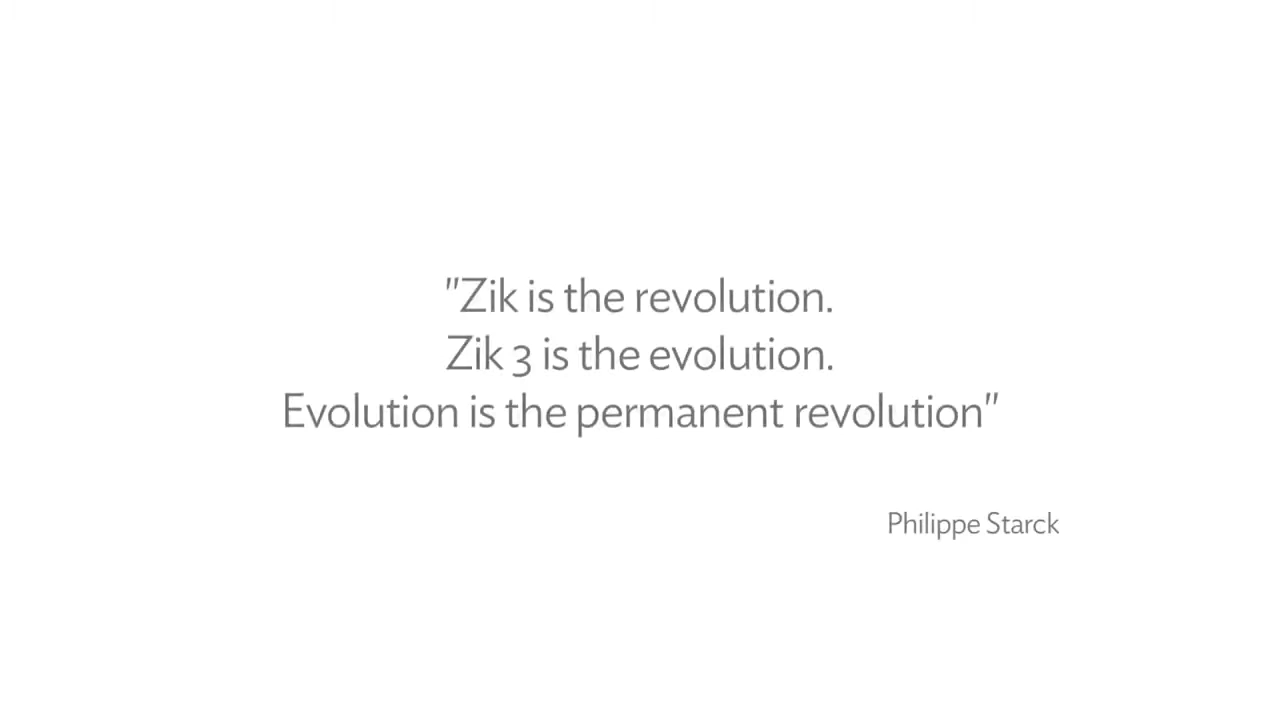 "Zik is the revolution.
Zik 3 is the evolution.
Evolution is the permanent revolution"
Philippe Starck